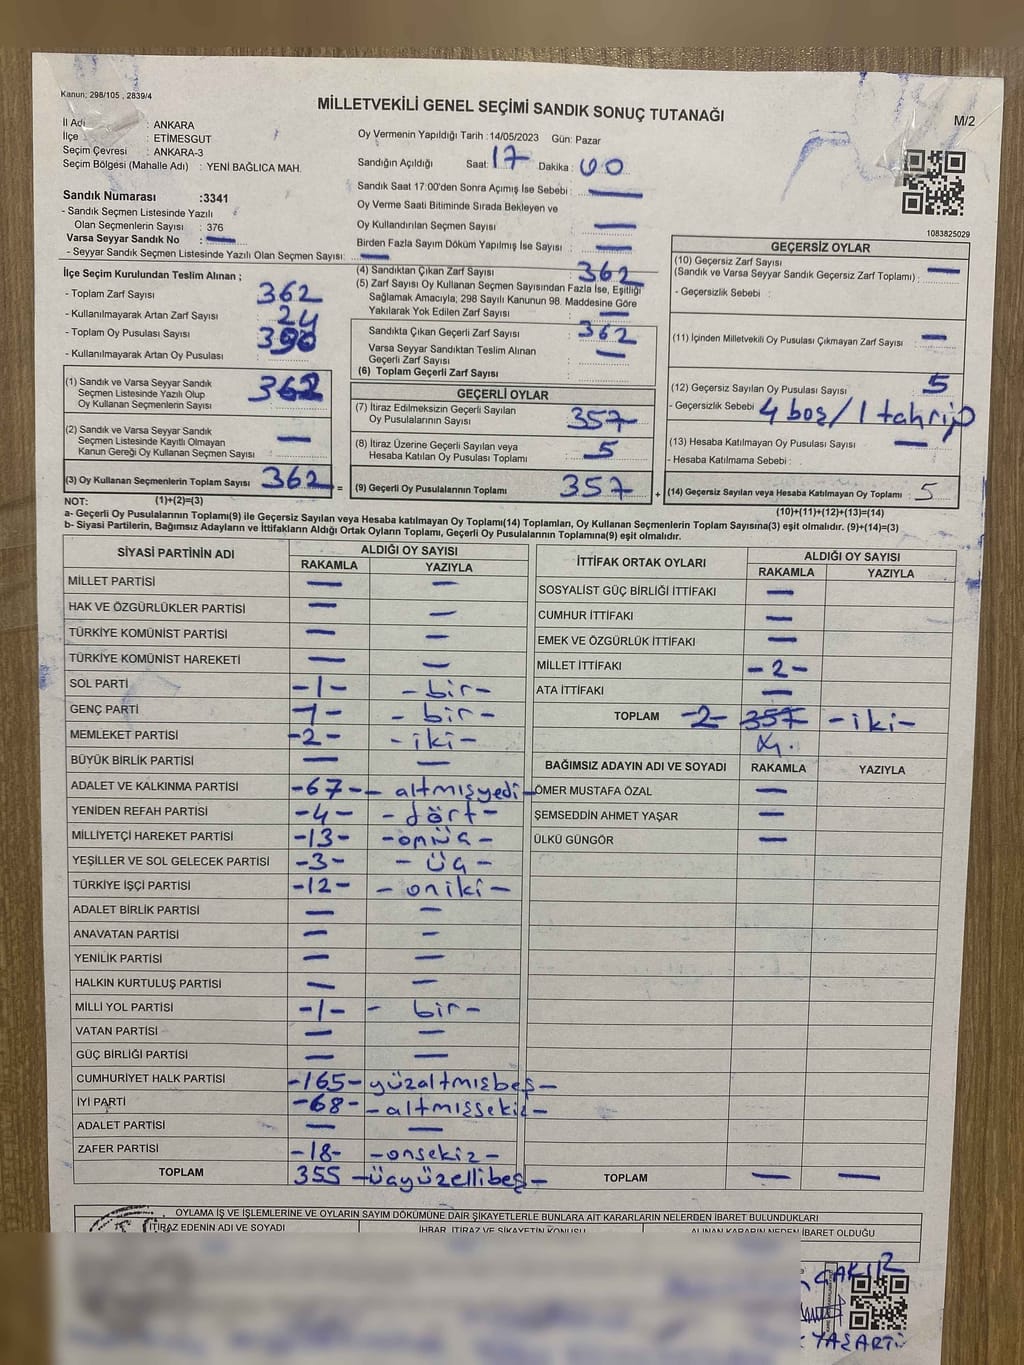 Kanun; 298/105 , 2839/4
MİLLETVEKİLİ GENEL SEÇİMİ SANDIK SONUÇ TUTANAĞI
M/2
İl Adı : ANKARA
İlçe : ETİMESGUT
Seçim Çevresi : ANKARA-3
Seçim Bölgesi (Mahalle Adı) : YENİ BAĞLICA MAH.
Sandık Numarası :3341
- Sandık Seçmen Listesinde Yazılı
Olan Seçmenlerin Sayısı : 376
Varsa Seyyar Sandık No : —
- Seyyar Sandık Seçmen Listesinde Yazılı Olan Seçmen Sayısı: —
Oy Vermenin Yapıldığı Tarih : 14/05/2023 Gün: Pazar
Sandığın Açıldığı Saat: 17 Dakika : 00
Sandık Saat 17:00'den Sonra Açımış İse Sebebi : —
Oy Verme Saati Bitiminde Sırada Bekleyen ve
Oy Kullandırılan Seçmen Sayısı —
Birden Fazla Sayım Döküm Yapılmış İse Sayısı : —
1083825029
İlçe Seçim Kurulundan Teslim Alınan ;
- Toplam Zarf Sayısı 362
- Kullanılmayarak Artan Zarf Sayısı : 24
- Toplam Oy Pusulası Sayısı : 390
- Kullanılmayarak Artan Oy Pusulası :
(1) Sandık ve Varsa Seyyar Sandık
Seçmen Listesinde Yazılı Olup
Oy Kullanan Seçmenlerin Sayısı 362
(2) Sandık ve Varsa Seyyar Sandık
Seçmen Listesinde Kayıtlı Olmayan
Kanun Gereği Oy Kullanan Seçmen Sayısı —
(3) Oy Kullanan Seçmenlerin Toplam Sayısı 362 =
(4) Sandıktan Çıkan Zarf Sayısı 362
(5) Zarf Sayısı Oy Kullanan Seçmen Sayısından Fazla İse, Eşitliği
Sağlamak Amacıyla; 298 Sayılı Kanunun 98. Maddesine Göre
Yakılarak Yok Edilen Zarf Sayısı : —
Sandıkta Çıkan Geçerli Zarf Sayısı : 362
Varsa Seyyar Sandıktan Teslim Alınan
Geçerli Zarf Sayısı —
(6) Toplam Geçerli Zarf Sayısı
GEÇERLİ OYLAR
(7) İtiraz Edilmeksizin Geçerli Sayılan
Oy Pusulalarının Sayısı 357
(8) İtiraz Üzerine Geçerli Sayılan veya
Hesaba Katılan Oy Pusulası Toplamı 5
(9) Geçerli Oy Pusulalarının Toplamı 357 +
GEÇERSİZ OYLAR
(10) Geçersiz Zarf Sayısı
(Sandık ve Varsa Seyyar Sandık Geçersiz Zarf Toplamı) : —
- Geçersizlik Sebebi :
(11) İçinden Milletvekili Oy Pusulası Çıkmayan Zarf Sayısı —
(12) Geçersiz Sayılan Oy Pusulası Sayısı 5
- Geçersizlik Sebebi 4 boş/1 tahrip
(13) Hesaba Katılmayan Oy Pusulası Sayısı —
- Hesaba Katılmama Sebebi :
(14) Geçersiz Sayılan veya Hesaba Katılmayan Oy Toplamı 5
NOT: (1)+(2)=(3)
(10)+(11)+(12)+(13)=(14)
a- Geçerli Oy Pusulalarının Toplamı(9) ile Geçersiz Sayılan veya Hesaba katılmayan Oy Toplamı(14) Toplamları, Oy Kullanan Seçmenlerin Toplam Sayısına(3) eşit olmalıdır. (9)+(14)=(3)
b- Siyasi Partilerin, Bağımsız Adayların ve İttifakların Aldığı Ortak Oyların Toplamı, Geçerli Oy Pusulalarının Toplamına(9) eşit olmalıdır.
SİYASİ PARTİNİN ADI ALDIĞI OY SAYISI
RAKAMLA YAZIYLA
MİLLET PARTİSİ — —
HAK VE ÖZGÜRLÜKLER PARTİSİ — —
TÜRKİYE KOMÜNİST PARTİSİ — —
TÜRKİYE KOMÜNİST HAREKETİ — —
SOL PARTİ -1- -bir-
GENÇ PARTİ -1- -bir-
MEMLEKET PARTİSİ -2- -iki-
BÜYÜK BİRLİK PARTİSİ — —
ADALET VE KALKINMA PARTİSİ -67- -altmışyedi-
YENİDEN REFAH PARTİSİ -4- -dört-
MİLLİYETÇİ HAREKET PARTİSİ -13- -onüç-
YEŞİLLER VE SOL GELECEK PARTİSİ -3- -üç-
TÜRKİYE İŞÇİ PARTİSİ -12- -oniki-
ADALET BİRLİK PARTİSİ — —
ANAVATAN PARTİSİ — —
YENİLİK PARTİSİ — —
HALKIN KURTULUŞ PARTİSİ — —
MİLLİ YOL PARTİSİ -1- - bir-
VATAN PARTİSİ — —
GÜÇ BİRLİĞİ PARTİSİ — —
CUMHURİYET HALK PARTİSİ -165- yüzaltmışbeş-
İYİ PARTİ -68- -altmışsekiz-
ADALET PARTİSİ — —
ZAFER PARTİSİ -18- -onsekiz-
TOPLAM 355 -üçyüzellibeş-
İTTİFAK ORTAK OYLARI ALDIĞI OY SAYISI
RAKAMLA YAZIYLA
SOSYALİST GÜÇ BİRLİĞİ İTTİFAKI —
CUMHUR İTTİFAKI —
EMEK VE ÖZGÜRLÜK İTTİFAKI —
MİLLET İTTİFAKI -2-
ATA İTTİFAKI —
TOPLAM -2- 357 -iki-
BAĞIMSIZ ADAYIN ADI VE SOYADI RAKAMLA YAZIYLA
ÖMER MUSTAFA ÖZAL —
ŞEMSEDDİN AHMET YAŞAR —
ÜLKÜ GÜNGÖR —
TOPLAM — —
OYLAMA İŞ VE İŞLEMLERİNE VE OYLARIN SAYIM DÖKÜMÜNE DAİR ŞİKAYETLERLE BUNLARA AİT KARARLARIN NELERDEN İBARET BULUNDUKLARI
İTİRAZ EDENİN ADI VE SOYADI İHBAR, İTİRAZ VE ŞİKAYETİN KONUSU ALINAN KARARIN NEDEN İBARET OLDUĞU
ÇAKIR